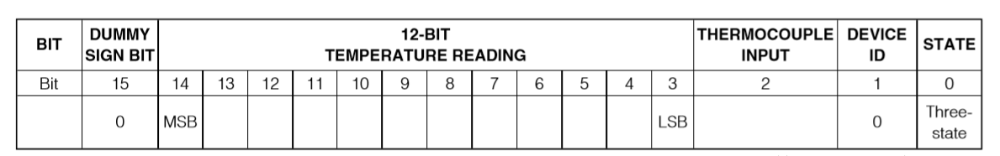 BIT DUMMY SIGN BIT 12-BIT TEMPERATURE READING THERMOCOUPLE INPUT DEVICE ID STATE
Bit 15 14 13 12 11 10 9 8 7 6 5 4 3 2 1 0
0 MSB LSB 0 Three-state